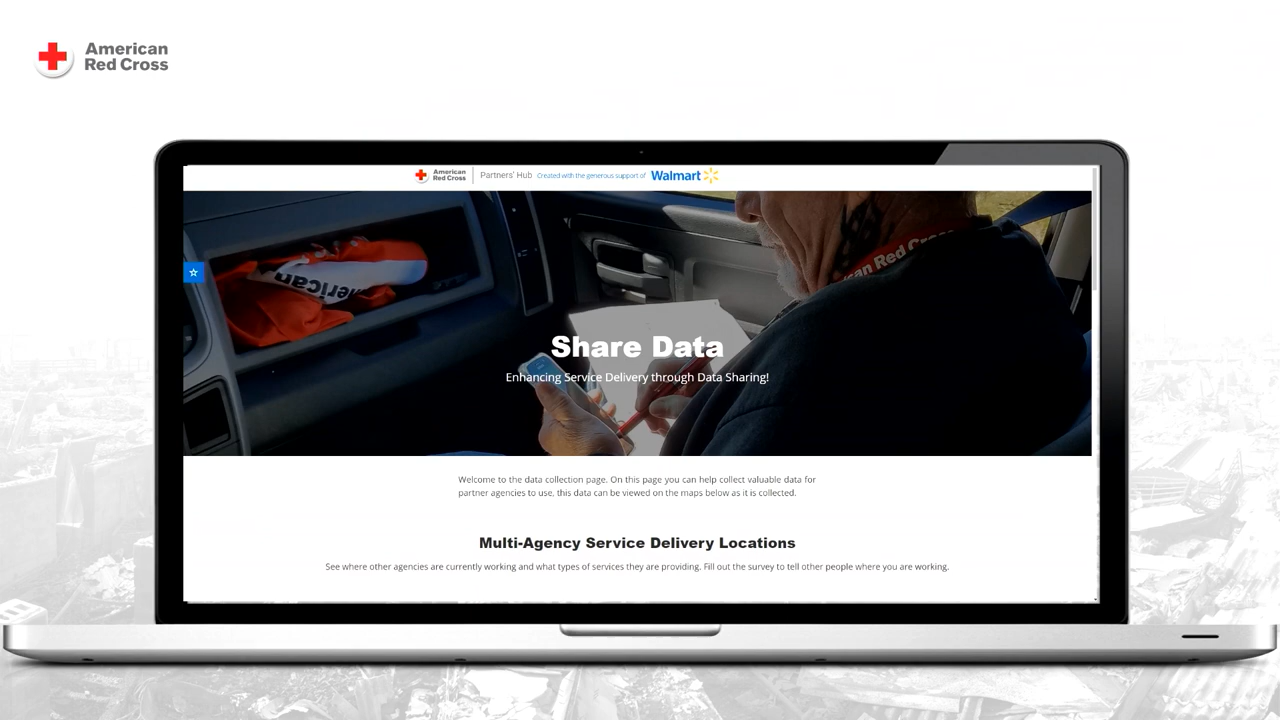 American
Red Cross
American
Red Cross
Partners' Hub Created with the generous support of Walmart
American
can Red Cross
Share Data
Enhancing Service Delivery through Data Sharing!
Welcome to the data collection page. On this page you can help collect valuable data for
partner agencies to use, this data can be viewed on the maps below as it is collected.
Multi-Agency Service Delivery Locations
See where other agencies are currently working and what types of services they are providing. Fill out the survey to tell other people where you are working.